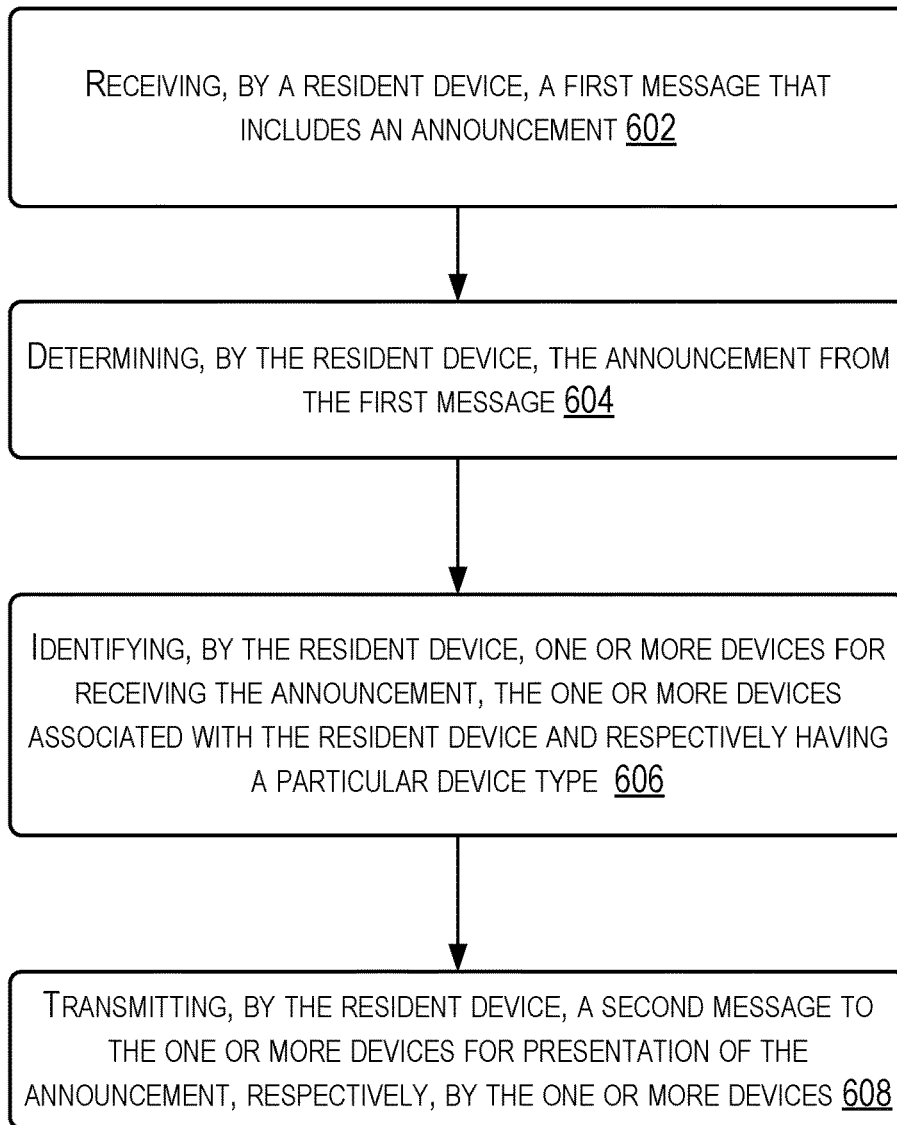 RECEIVING, BY A RESIDENT DEVICE, A FIRST MESSAGE THAT
INCLUDES AN ANNOUNCEMENT 602
DETERMINING, BY THE RESIDENT DEVICE, THE ANNOUNCEMENT FROM
THE FIRST MESSAGE 604
IDENTIFYING, BY THE RESIDENT DEVICE, ONE OR MORE DEVICES FOR
RECEIVING THE ANNOUNCEMENT, THE ONE OR MORE DEVICES
ASSOCIATED WITH THE RESIDENT DEVICE AND RESPECTIVELY HAVING
A PARTICULAR DEVICE TYPE 606
TRANSMITTING, BY THE RESIDENT DEVICE, A SECOND MESSAGE TO
THE ONE OR MORE DEVICES FOR PRESENTATION OF THE
ANNOUNCEMENT, RESPECTIVELY, BY THE ONE OR MORE DEVICES 608